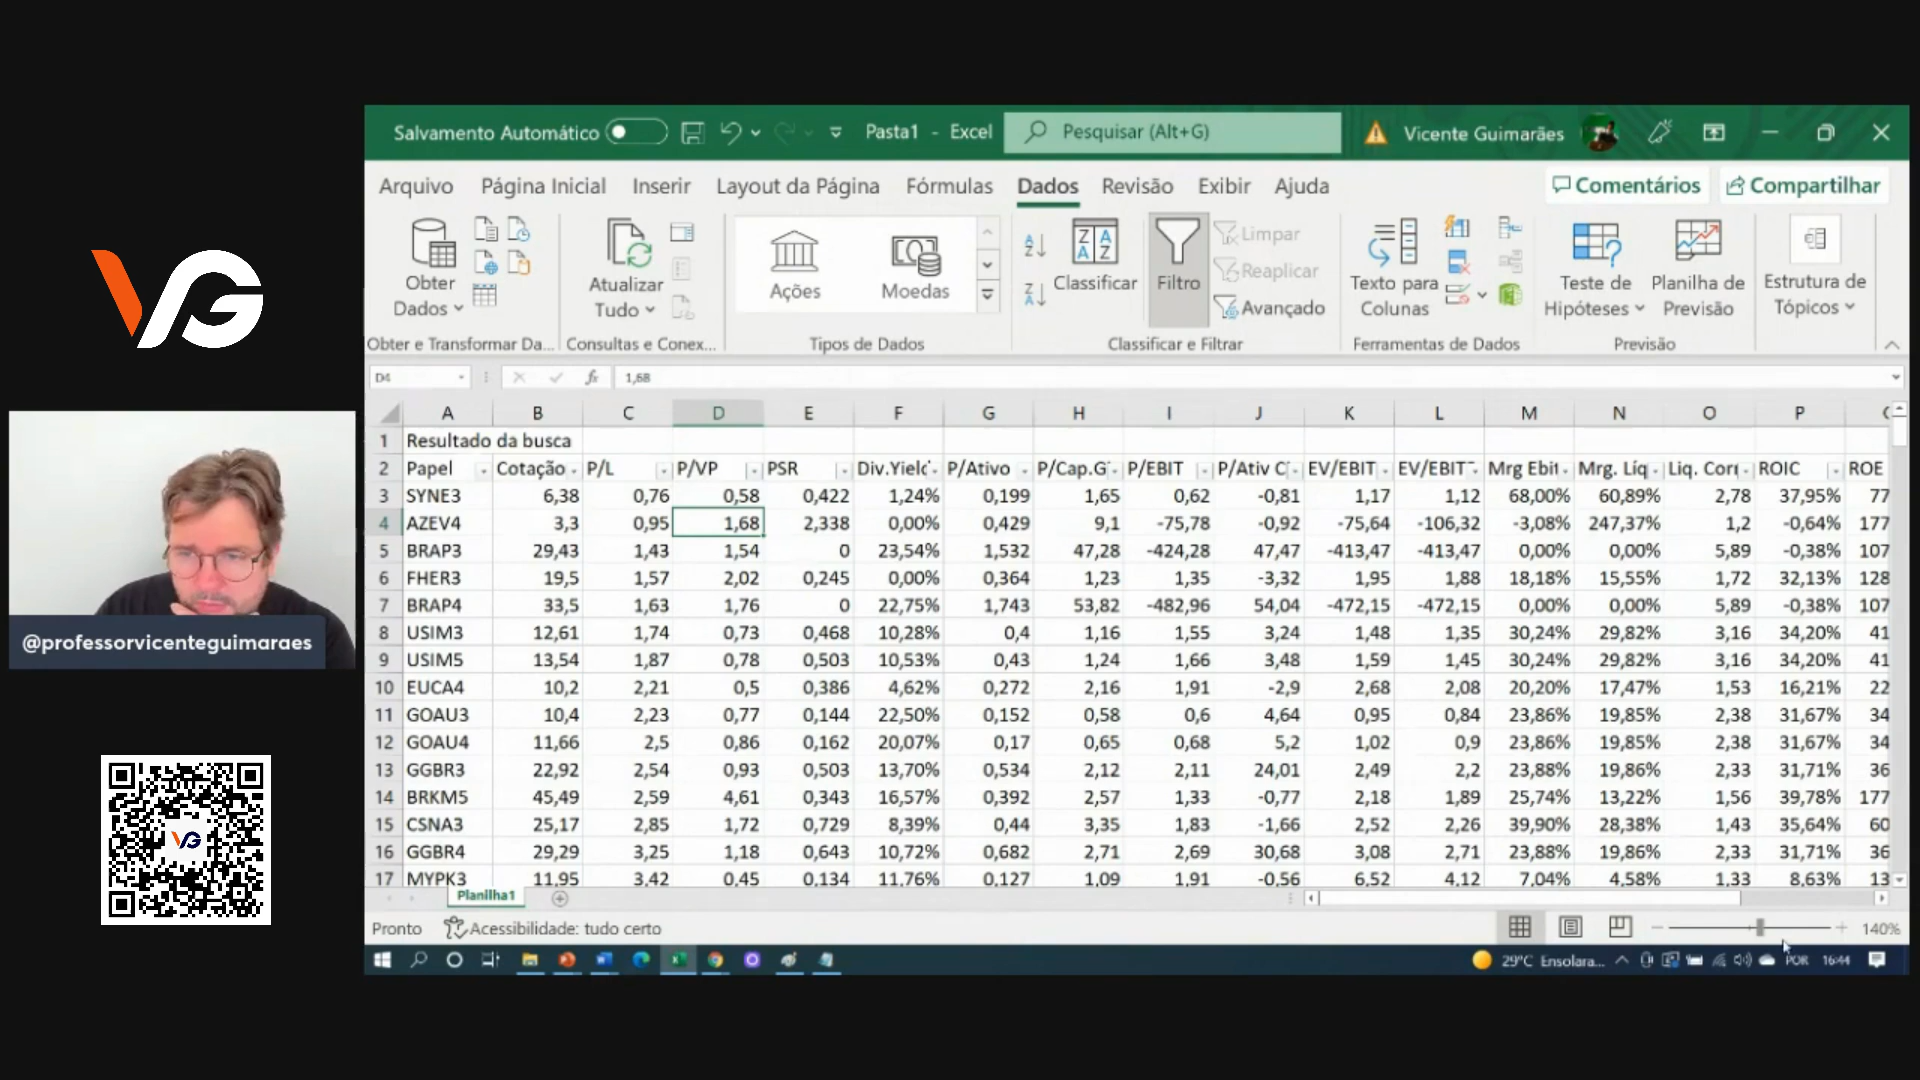 VG
@professorvicenteguimaraes
VG
Salvamento Automático Pasta1 - Excel Pesquisar (Alt+G) Vicente Guimarães
Arquivo Página Inicial Inserir Layout da Página Fórmulas Dados Revisão Exibir Ajuda Comentários Compartilhar
Obter Dados
Atualizar Tudo
Ações Moedas
Classificar
Filtro
Limpar
Reaplicar
Avançado
Texto para Colunas
Teste de Hipóteses
Planilha de Previsão
Estrutura de Tópicos
Obter e Transformar Da... Consultas e Conex... Tipos de Dados Classificar e Filtrar Ferramentas de Dados Previsão
D4 fx 1,68
A B C D E F G H I J K L M N O P
1 Resultado da busca
2 Papel Cotação P/L P/VP PSR Div.Yield P/Ativo P/Cap.G P/EBIT P/Ativ C EV/EBIT EV/EBIT Mrg Ebit Mrg. Líq Liq. Corr ROIC ROE
3 SYNE3 6,38 0,76 0,58 0,422 1,24% 0,199 1,65 0,62 -0,81 1,17 1,12 68,00% 60,89% 2,78 37,95% 77
4 AZEV4 3,3 0,95 1,68 2,338 0,00% 0,429 9,1 -75,78 -0,92 -75,64 -106,32 -3,08% 247,37% 1,2 -0,64% 177
5 BRAP3 29,43 1,43 1,54 0 23,54% 1,532 47,28 -424,28 47,47 -413,47 -413,47 0,00% 0,00% 5,89 -0,38% 107
6 FHER3 19,5 1,57 2,02 0,245 0,00% 0,364 1,23 1,35 -3,32 1,95 1,88 18,18% 15,55% 1,72 32,13% 128
7 BRAP4 33,5 1,63 1,76 0 22,75% 1,743 53,82 -482,96 54,04 -472,15 -472,15 0,00% 0,00% 5,89 -0,38% 107
8 USIM3 12,61 1,74 0,73 0,468 10,28% 0,4 1,16 1,55 3,24 1,48 1,35 30,24% 29,82% 3,16 34,20% 41
9 USIM5 13,54 1,87 0,78 0,503 10,53% 0,43 1,24 1,66 3,48 1,59 1,45 30,24% 29,82% 3,16 34,20% 41
10 EUCA4 10,2 2,21 0,5 0,386 4,62% 0,272 2,16 1,91 -2,9 2,68 2,08 20,20% 17,47% 1,53 16,21% 22
11 GOAU3 10,4 2,23 0,77 0,144 22,50% 0,152 0,58 0,6 4,64 0,95 0,84 23,86% 19,85% 2,38 31,67% 34
12 GOAU4 11,66 2,5 0,86 0,162 20,07% 0,17 0,65 0,68 5,2 1,02 0,9 23,86% 19,85% 2,38 31,67% 34
13 GGBR3 22,92 2,54 0,93 0,503 13,70% 0,534 2,12 2,11 24,01 2,49 2,2 23,88% 19,86% 2,33 31,71% 36
14 BRKM5 45,49 2,59 4,61 0,343 16,57% 0,392 2,57 1,33 -0,77 2,18 1,89 25,74% 13,22% 1,56 39,78% 177
15 CSNA3 25,17 2,85 1,72 0,729 8,39% 0,44 3,35 1,83 -1,66 2,52 2,26 39,90% 28,38% 1,43 35,64% 60
16 GGBR4 29,29 3,25 1,18 0,643 10,72% 0,682 2,71 2,69 30,68 3,08 2,71 23,88% 19,86% 2,33 31,71% 36
17 MYPK3 11,95 3,42 0,45 0,134 11,76% 0,127 1,09 1,91 -0,56 6,52 4,12 7,04% 4,58% 1,33 8,63% 13
Planilha1
Pronto Acessibilidade: tudo certo 140%
29°C Ensolara... POR 16:44